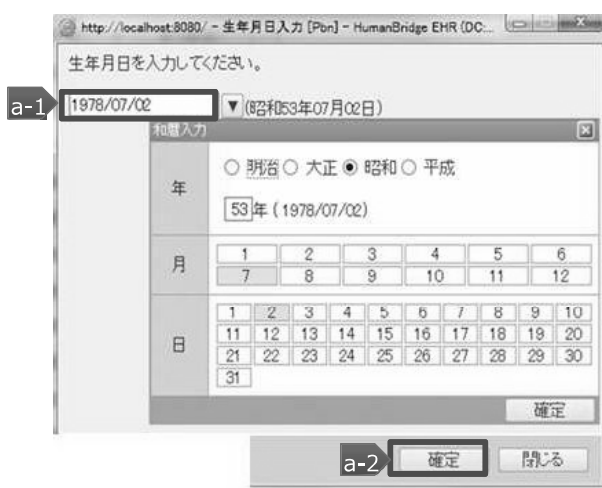 http://localhost:8080/ - 生年月日入力 [Pbn] - HumanBridge EHR (DC:...
生年月日を入力してください。
a-1
1978/07/02
▼(昭和53年07月02日)
和暦入力
年
○ 明治 ○ 大正 ● 昭和 ○ 平成
53 年 ( 1978/07/02)
月
1 2 3 4 5 6
7 8 9 10 11 12
日
1 2 3 4 5 6 7 8 9 10
11 12 13 14 15 16 17 18 19 20
21 22 23 24 25 26 27 28 29 30
31
確定
a-2
確定
閉じる